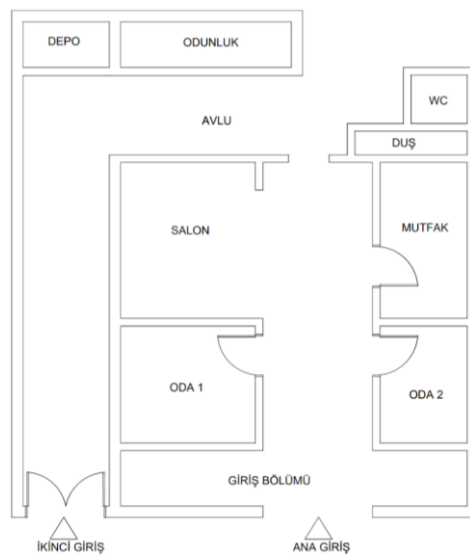 DEPO
ODUNLUK
WC
AVLU
DUŞ
SALON
MUTFAK
ODA 1
ODA 2
GİRİŞ BÖLÜMÜ
İKİNCİ GİRİŞ
ANA GİRİŞ